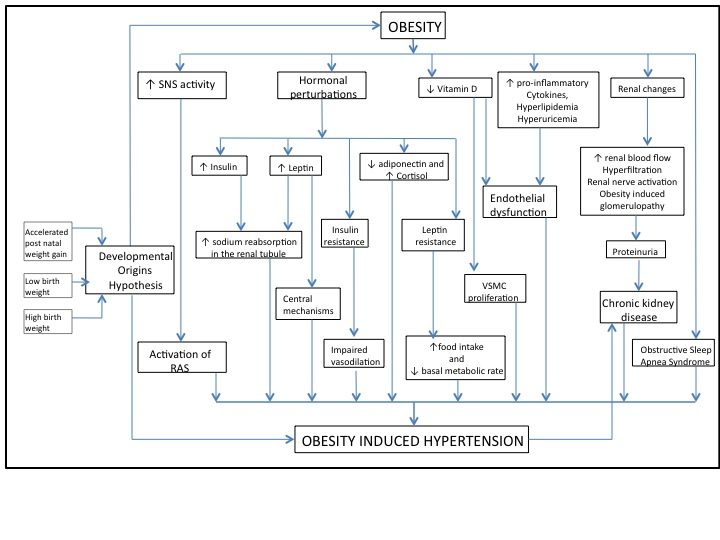 OBESITY
↑ SNS activity
Hormonal
perturbations
↓ Vitamin D
↑ pro-inflammatory
Cytokines,
Hyperlipidemia
Hyperuricemia
Renal changes
↑ Insulin
↑ Leptin
↓ adiponectin and
↑ Cortisol
↑ renal blood flow
Hyperfiltration
Renal nerve activation
Obesity induced
glomerulopathy
Endothelial
dysfunction
Accelerated
post natal
weight gain
Low birth
weight
High birth
weight
Developmental
Origins
Hypothesis
↑ sodium reabsorption
in the renal tubule
Insulin
resistance
Leptin
resistance
Proteinuria
Central
mechanisms
VSMC
proliferation
Chronic kidney
disease
Activation of
RAS
Impaired
vasodilation
↑food intake
and
↓ basal metabolic rate
Obstructive Sleep
Apnea Syndrome
OBESITY INDUCED HYPERTENSION